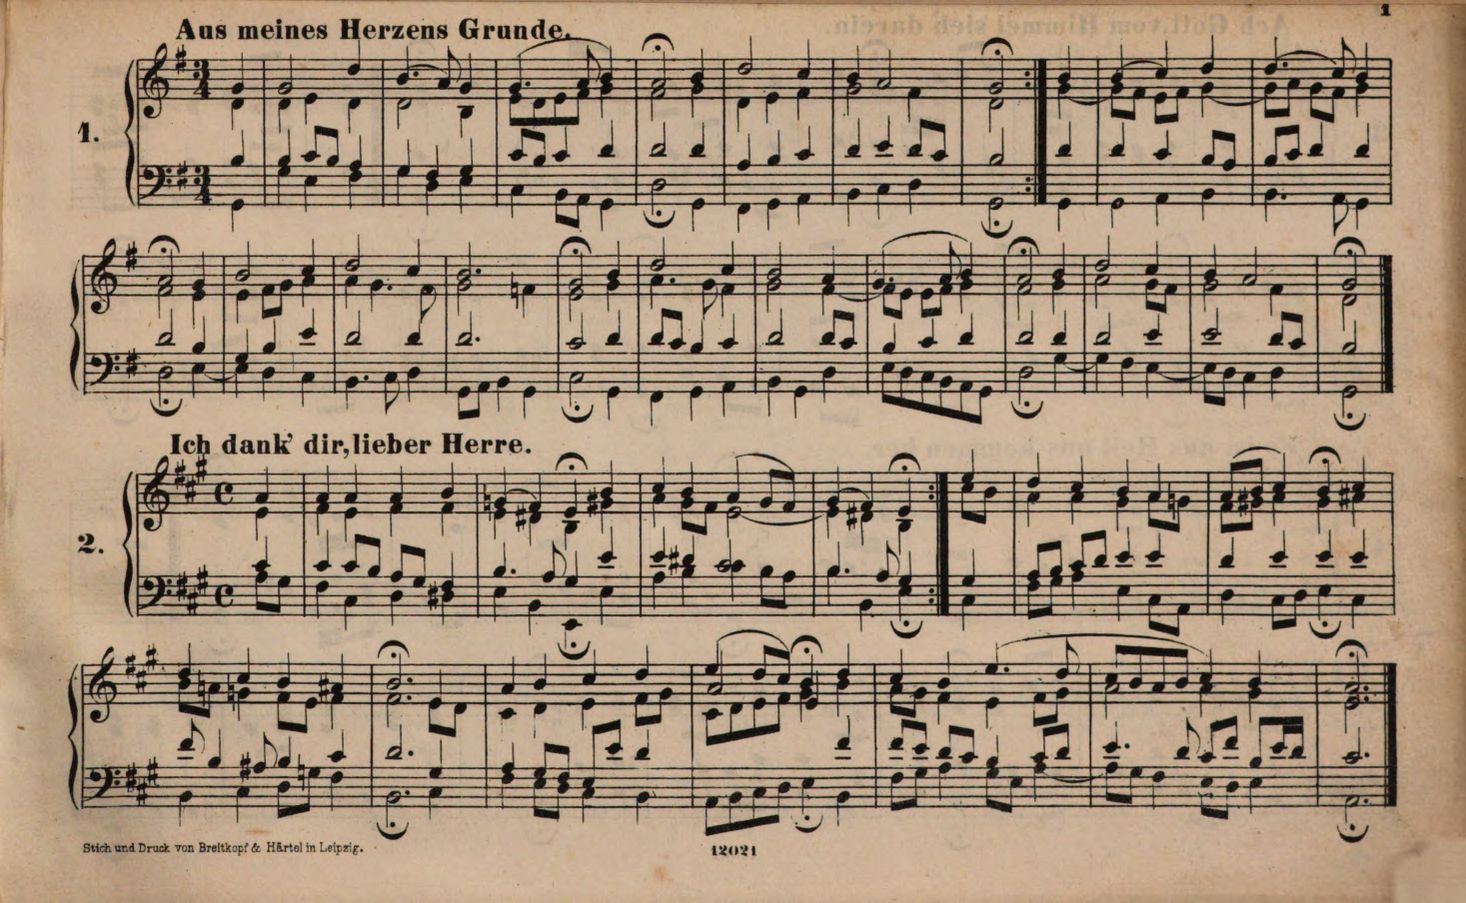 1
Aus meines Herzens Grunde.
1.
Ich dank' dir, lieber Herre.
2.
Stich und Druck von Breitkopf & Härtel in Leipzig.
12021